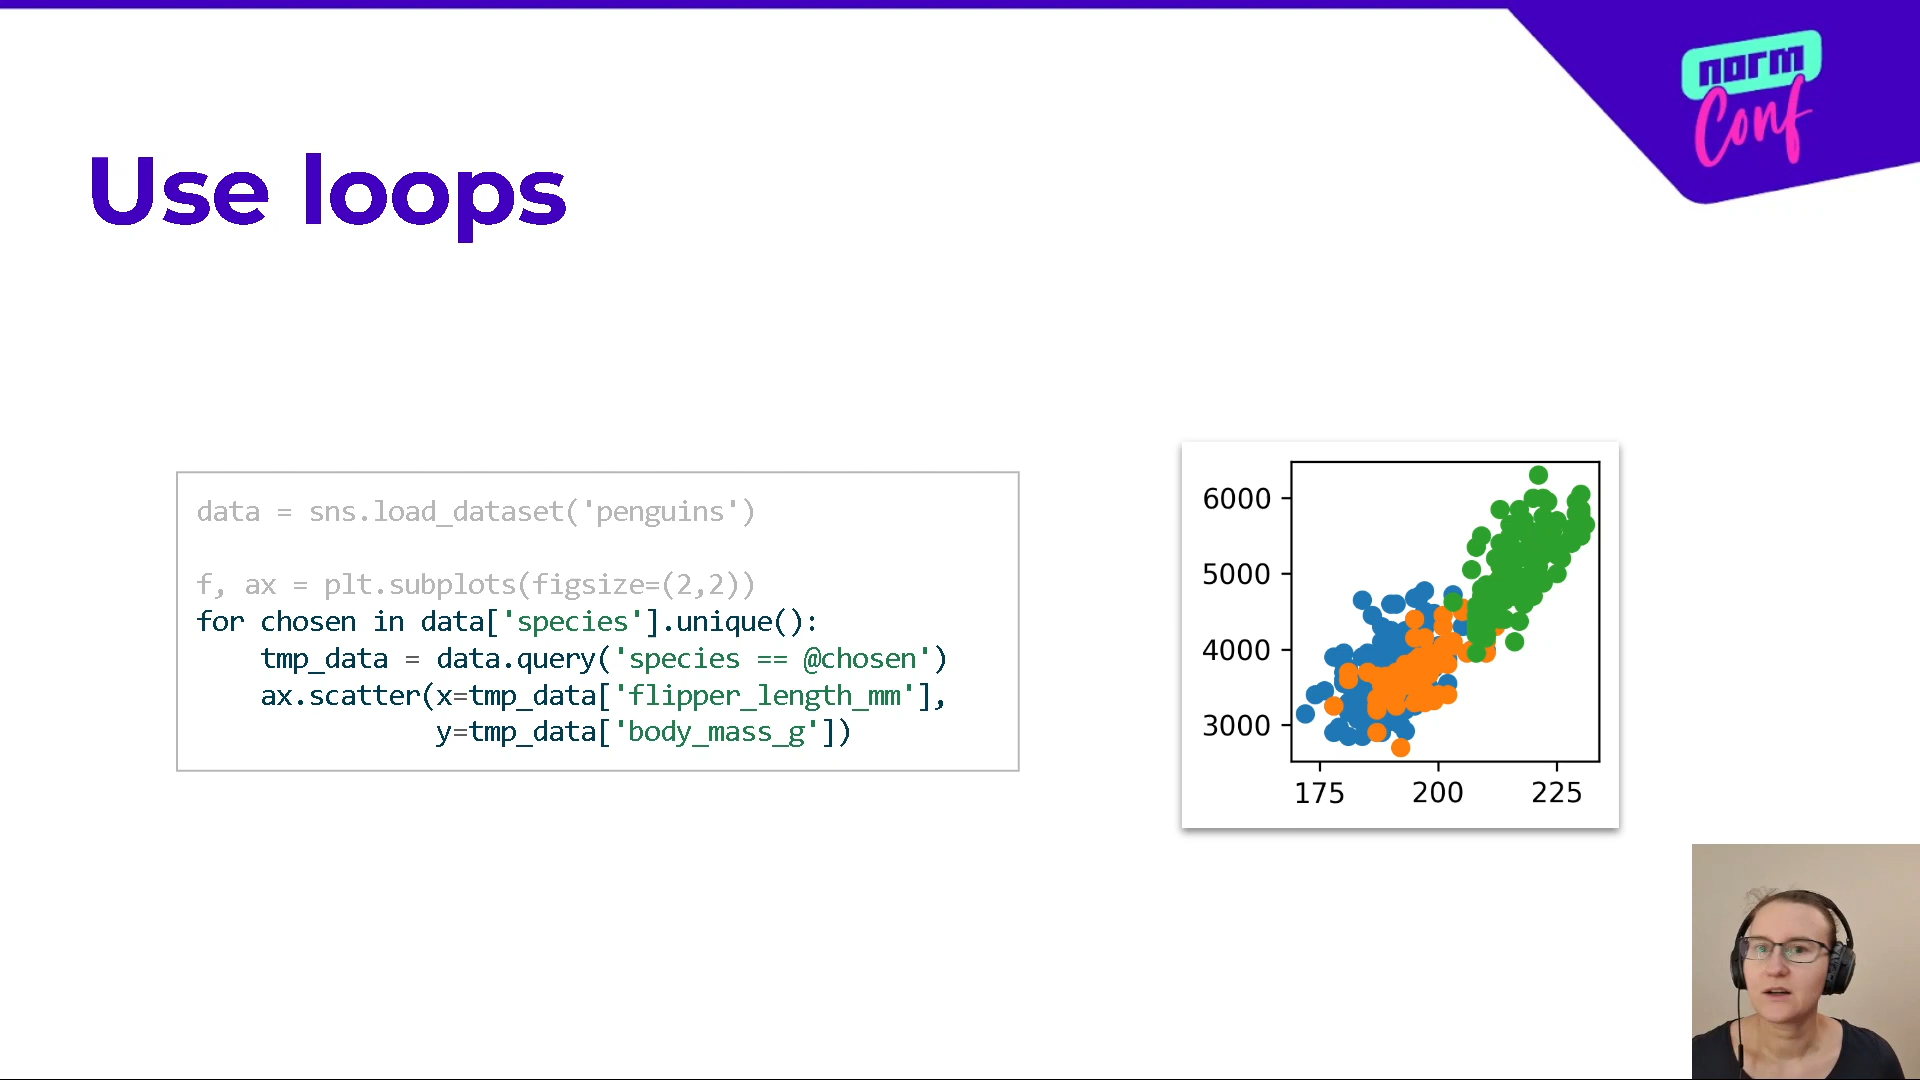 norm
Conf
Use loops
data = sns.load_dataset('penguins')
f, ax = plt.subplots(figsize=(2,2))
for chosen in data['species'].unique():
    tmp_data = data.query('species == @chosen')
    ax.scatter(x=tmp_data['flipper_length_mm'],
               y=tmp_data['body_mass_g'])
6000
5000
4000
3000
175 200 225